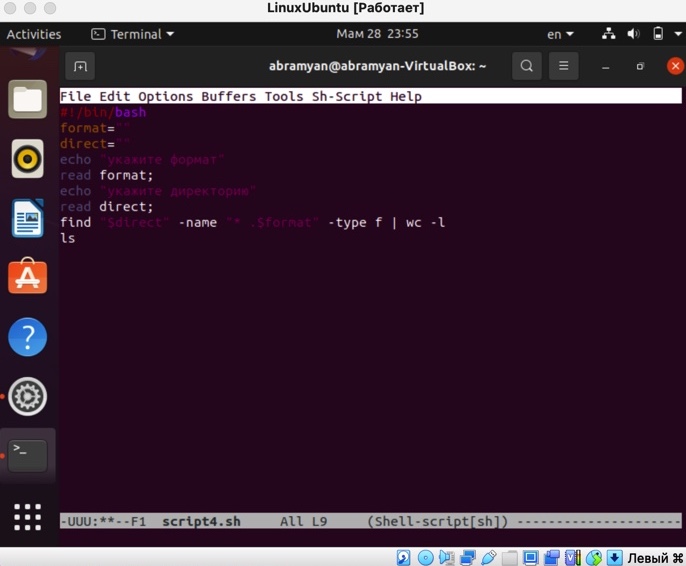 LinuxUbuntu [Работает]
Activities
Terminal
Мам 28 23:55
en
abramyan@abramyan-VirtualBox: ~
File Edit Options Buffers Tools Sh-Script Help
#!/bin/bash
format=""
direct=""
echo "укажите формат"
read format;
echo "укажите директорию"
read direct;
find "$direct" -name "* .$format" -type f | wc -l
ls
-UUU:**--F1 script4.sh All L9 (Shell-script[sh]) ---------------------
Левый ⌘